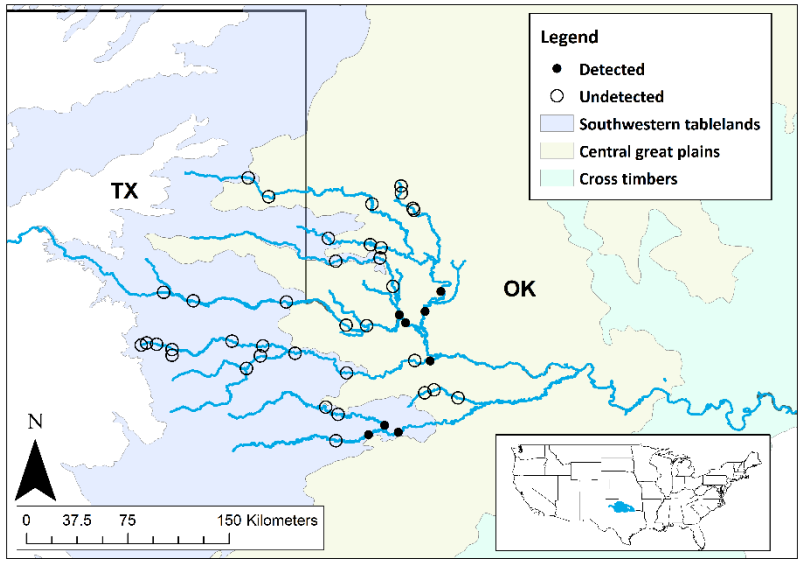 Legend
Detected
Undetected
Southwestern tablelands
Central great plains
Cross timbers
TX
OK
N
0 37.5 75 150 Kilometers